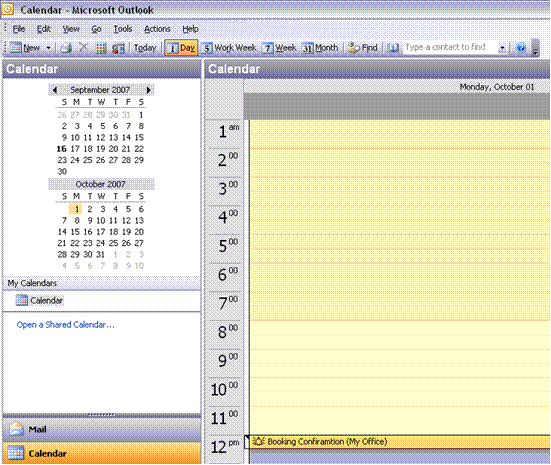 Calendar - Microsoft Outlook
File Edit View Go Tools Actions Help
New Today 1 Day 5 Work Week 7 Week 31 Month Find Type a contact to find
Calendar
September 2007
S M T W T F S
26 27 28 29 30 31 1
2 3 4 5 6 7 8
9 10 11 12 13 14 15
16 17 18 19 20 21 22
23 24 25 26 27 28 29
30
October 2007
S M T W T F S
1 2 3 4 5 6
7 8 9 10 11 12 13
14 15 16 17 18 19 20
21 22 23 24 25 26 27
28 29 30 31 1 2 3
4 5 6 7 8 9 10
My Calendars
Calendar
Open a Shared Calendar...
Mail
Calendar
Calendar
Monday, October 01
1 am
2 00
3 00
4 00
5 00
6 00
7 00
8 00
9 00
10 00
11 00
12 pm
Booking Confiramtion (My Office)